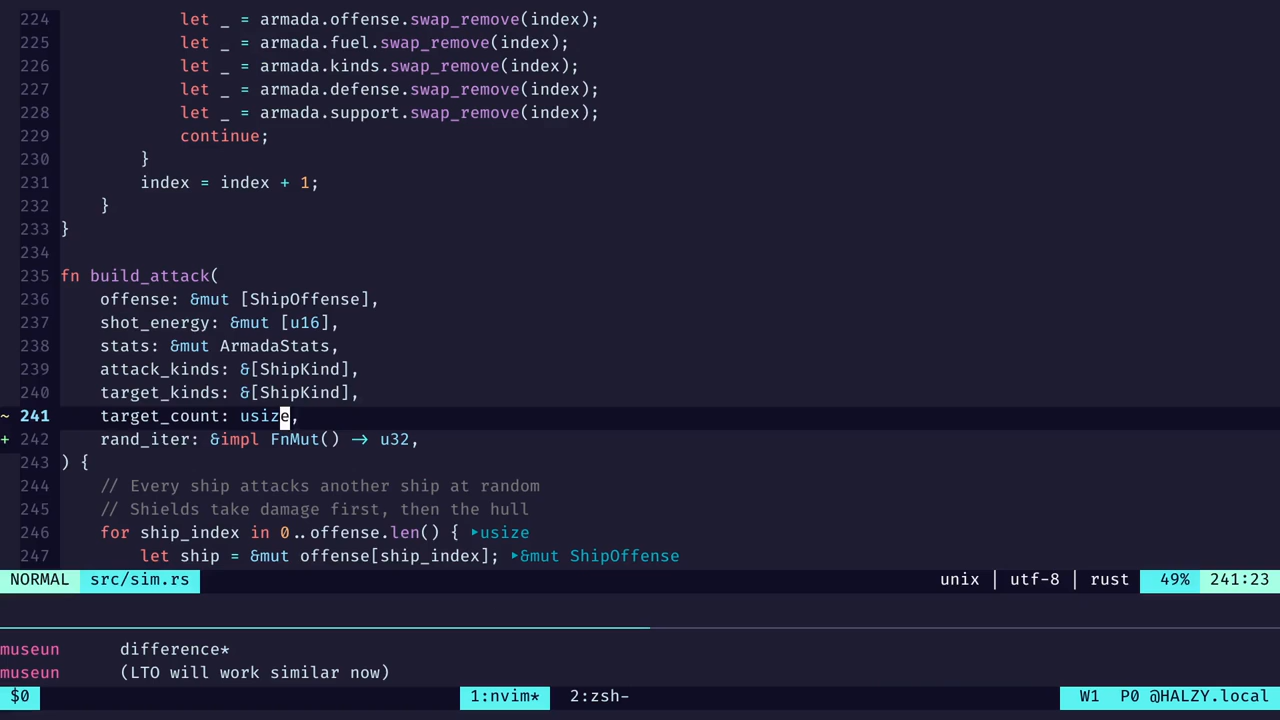 224 let _ = armada.offense.swap_remove(index);
225 let _ = armada.fuel.swap_remove(index);
226 let _ = armada.kinds.swap_remove(index);
227 let _ = armada.defense.swap_remove(index);
228 let _ = armada.support.swap_remove(index);
229 continue;
230 }
231 index = index + 1;
232 }
233 }
234
235 fn build_attack(
236 offense: &mut [ShipOffense],
237 shot_energy: &mut [u16],
238 stats: &mut ArmadaStats,
239 attack_kinds: &[ShipKind],
240 target_kinds: &[ShipKind],
~ 241 target_count: usize,
+ 242 rand_iter: &impl FnMut() -> u32,
243 ) {
244 // Every ship attacks another ship at random
245 // Shields take damage first, then the hull
246 for ship_index in 0..offense.len() { ▸usize
247 let ship = &mut offense[ship_index]; ▸&mut ShipOffense
NORMAL src/sim.rs unix | utf-8 | rust 49% 241:23
museun difference*
museun (LTO will work similar now)
$0 1:nvim* 2:zsh- W1 P0 @HALZY.local